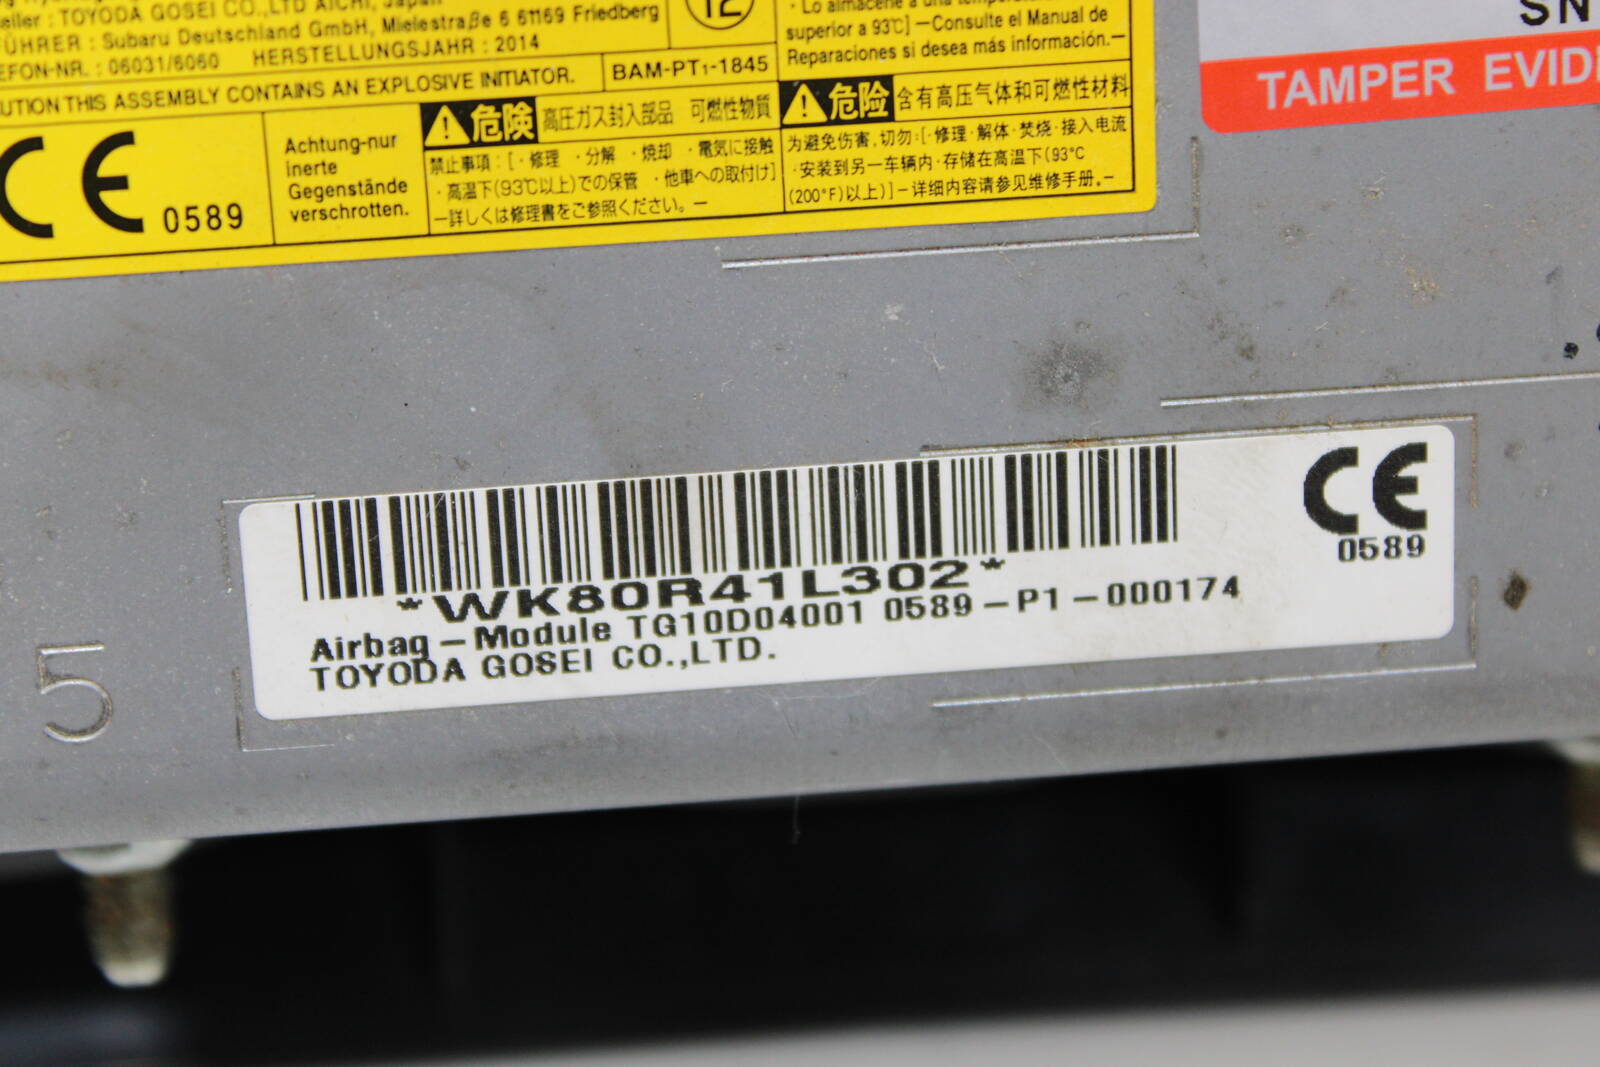 eller : TOYODA GOSEI CO.,LTD AICHI, Japan
FÜHRER : Subaru Deutschland GmbH, Mielestraβe 6 61169 Friedberg
EFON-NR. : 06031/6060 HERSTELLUNGSJAHR : 2014
UTION THIS ASSEMBLY CONTAINS AN EXPLOSIVE INITIATOR.
BAM-PT1-1845
12
· Lo almacene a una temperatura
superior a 93℃] —Consulte el Manual de
Reparaciones si desea más información.—
CE 0589
Achtung-nur
inerte
Gegenstände
verschrotten.
危険 高圧ガス封入部品 可燃性物質
禁止事項：[ ・修理 ・分解 ・焼却 ・電気に接触
・高温下(93℃以上)での保管 ・他車への取付け]
—詳しくは修理書をご参照ください。—
危险 含有高压气体和可燃性材料
为避免伤害,切勿:[·修理·解体·焚烧·接入电流
·安装到另一车辆内·存储在高温下(93°C
(200°F)以上)]—详细内容请参见维修手册。—
SN
TAMPER EVID
*WK80R41L302*
Airbag-Module TG10D04001 0589-P1-000174
TOYODA GOSEI CO.,LTD.
CE
0589
5